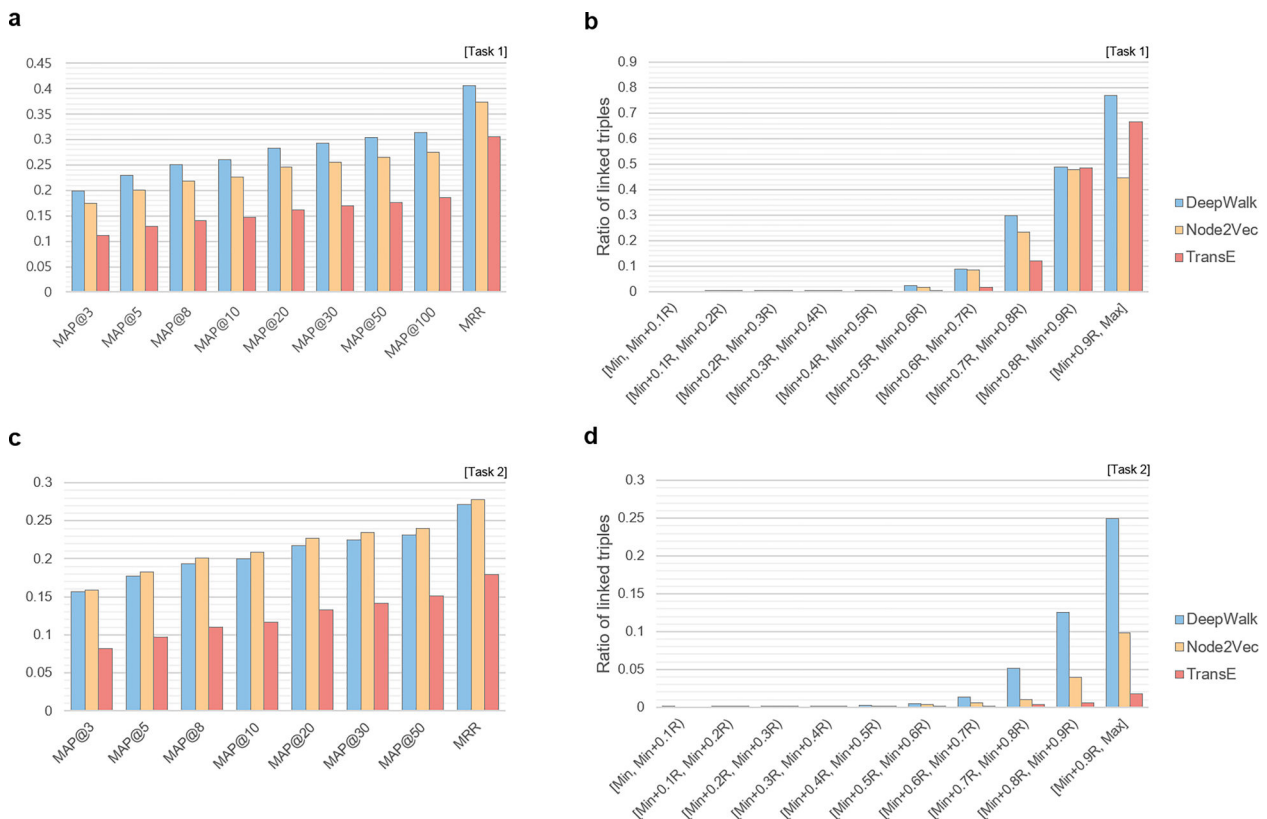 a
[Task 1]
0.45
0.4
0.35
0.3
0.25
0.2
0.15
0.1
0.05
0
MAP@3
MAP@5
MAP@8
MAP@10
MAP@20
MAP@30
MAP@50
MAP@100
MRR
b
[Task 1]
Ratio of linked triples
0.9
0.8
0.7
0.6
0.5
0.4
0.3
0.2
0.1
0
[Min, Min+0.1R)
[Min+0.1R, Min+0.2R)
[Min+0.2R, Min+0.3R)
[Min+0.3R, Min+0.4R)
[Min+0.4R, Min+0.5R)
[Min+0.5R, Min+0.6R)
[Min+0.6R, Min+0.7R)
[Min+0.7R, Min+0.8R)
[Min+0.8R, Min+0.9R)
[Min+0.9R, Max]
DeepWalk
Node2Vec
TransE
c
[Task 2]
0.3
0.25
0.2
0.15
0.1
0.05
0
MAP@3
MAP@5
MAP@8
MAP@10
MAP@20
MAP@30
MAP@50
MRR
d
[Task 2]
Ratio of linked triples
0.3
0.25
0.2
0.15
0.1
0.05
0
[Min, Min+0.1R)
[Min+0.1R, Min+0.2R)
[Min+0.2R, Min+0.3R)
[Min+0.3R, Min+0.4R)
[Min+0.4R, Min+0.5R)
[Min+0.5R, Min+0.6R)
[Min+0.6R, Min+0.7R)
[Min+0.7R, Min+0.8R)
[Min+0.8R, Min+0.9R)
[Min+0.9R, Max]
DeepWalk
Node2Vec
TransE